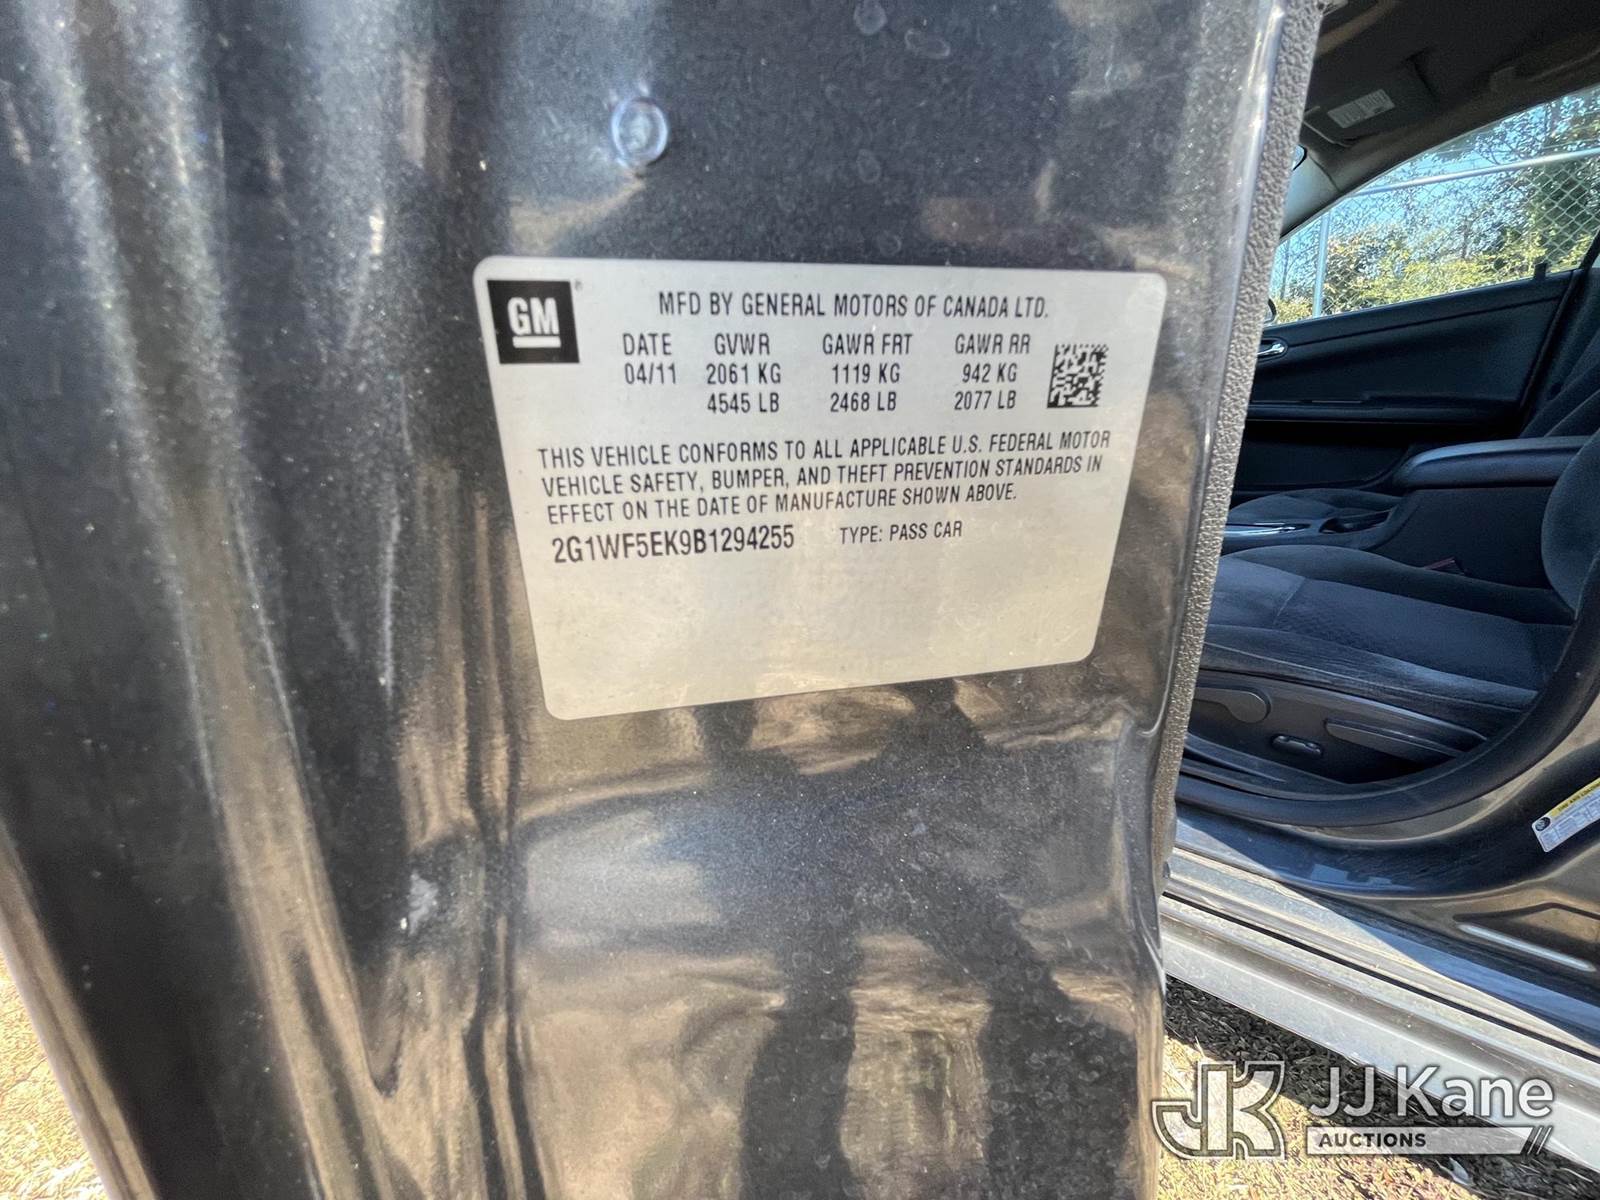 GM
MFD BY GENERAL MOTORS OF CANADA LTD.
DATE GVWR GAWR FRT GAWR RR
04/11 2061 KG 1119 KG 942 KG
4545 LB 2468 LB 2077 LB
THIS VEHICLE CONFORMS TO ALL APPLICABLE U.S. FEDERAL MOTOR
VEHICLE SAFETY, BUMPER, AND THEFT PREVENTION STANDARDS IN
EFFECT ON THE DATE OF MANUFACTURE SHOWN ABOVE.
2G1WF5EK9B1294255 TYPE: PASS CAR
JK JJ Kane
AUCTIONS